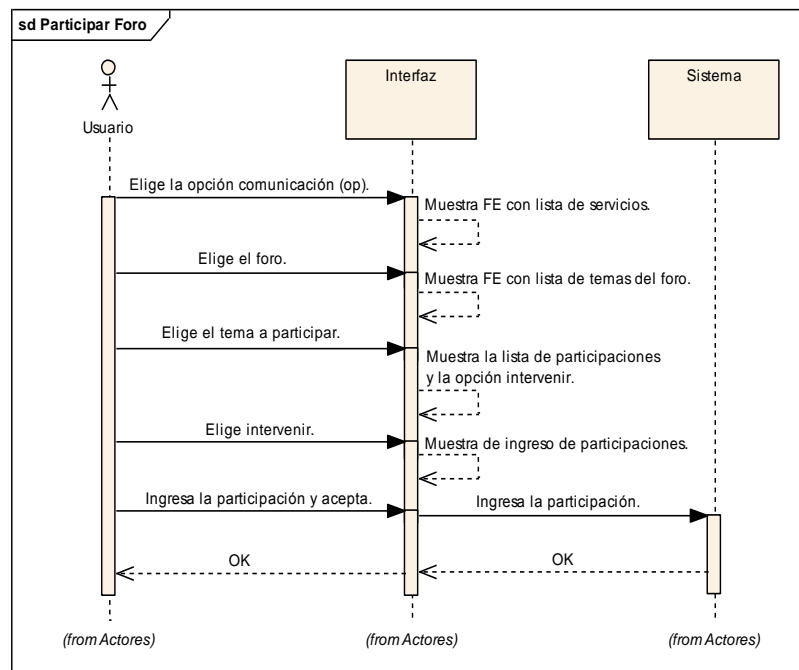 sd Participar Foro
Usuario
Interfaz
Sistema
Elige la opción comunicación (op).
Muestra FE con lista de servicios.
Elige el foro.
Muestra FE con lista de temas del foro.
Elige el tema a participar.
Muestra la lista de participaciones
y la opción intervenir.
Elige intervenir.
Muestra de ingreso de participaciones.
Ingresa la participación y acepta.
Ingresa la participación.
OK
OK
(from Actores)
(from Actores)
(from Actores)